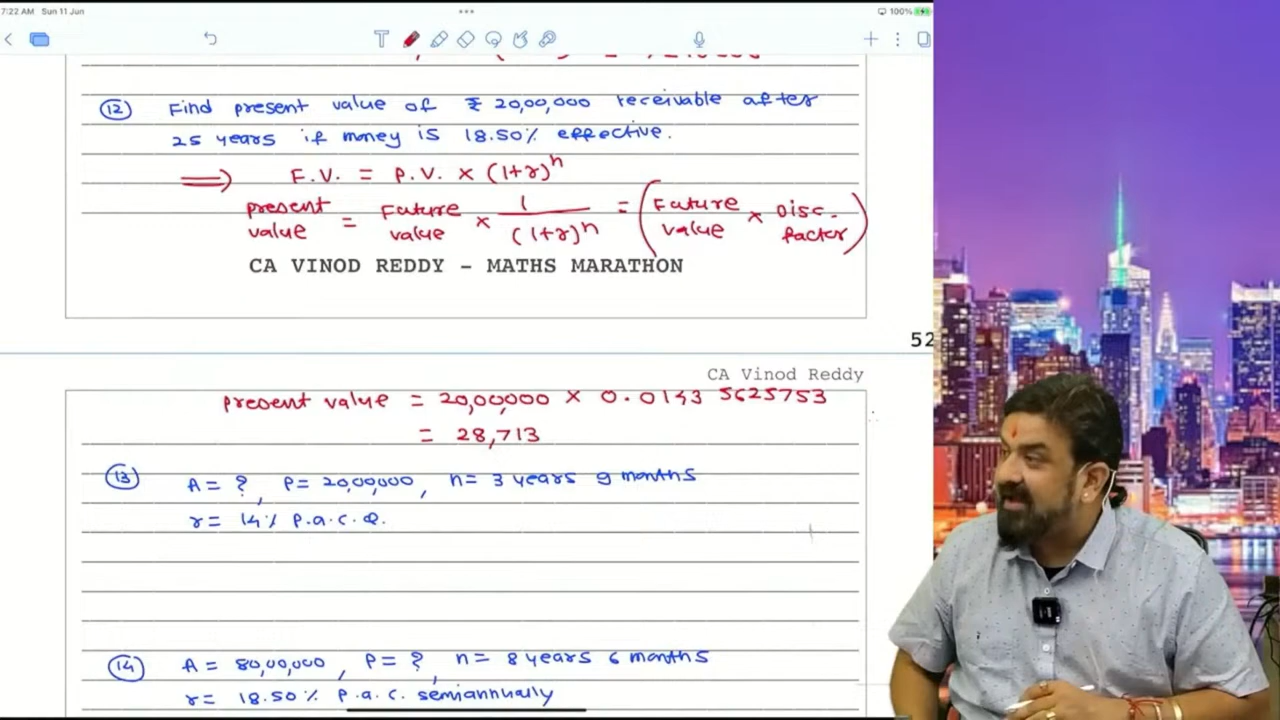 7:22 AM Sun 11 Jun
100%
(12) Find present value of ₹ 20,00,000 receivable after
25 years if money is 18.50% effective.
⟹ F.V. = P.V. × (1+r)^n
present value = Future value × 1/(1+r)^n = (Future value × Disc. factor)
CA VINOD REDDY - MATHS MARATHON
52
CA Vinod Reddy
present value = 20,00,000 × 0.0143 5625753
= 28,713
(13) A = ?, P = 20,00,000, n = 3 years 9 months
r = 14% p.a.c.Q.
(14) A = 80,00,000, P = ?, n = 8 years 6 months
r = 18.50% p.a.c. semiannually